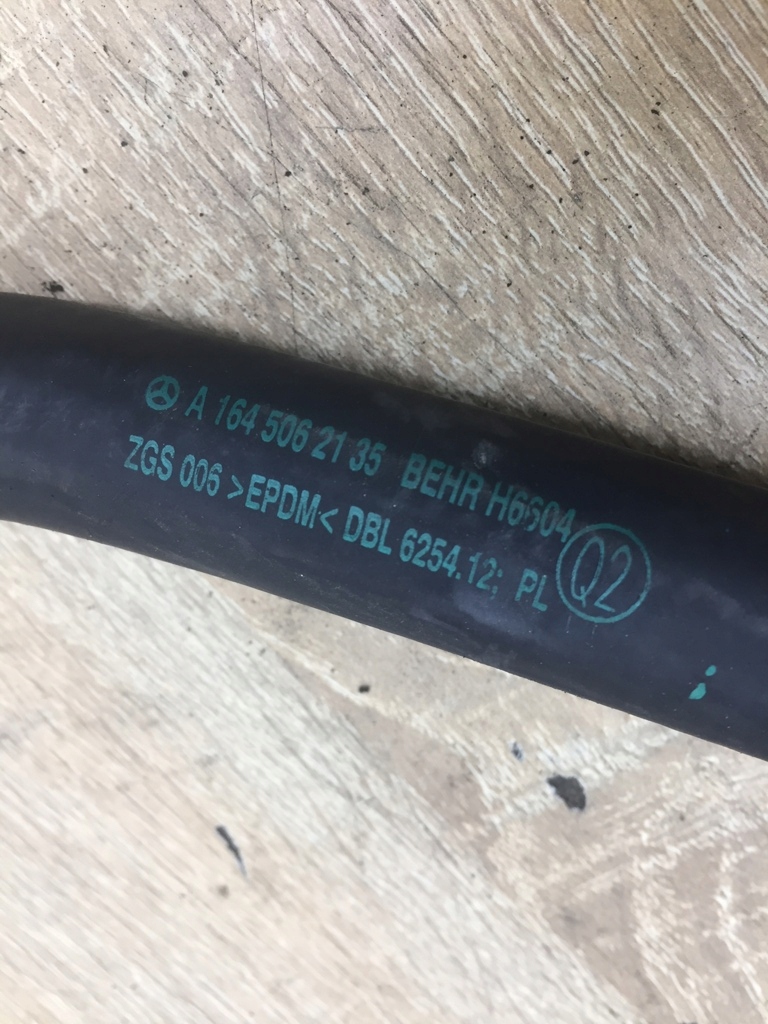 A 164 506 21 35 BEHR H6604
ZGS 006 >EPDM< DBL 6254.12; PL Q2